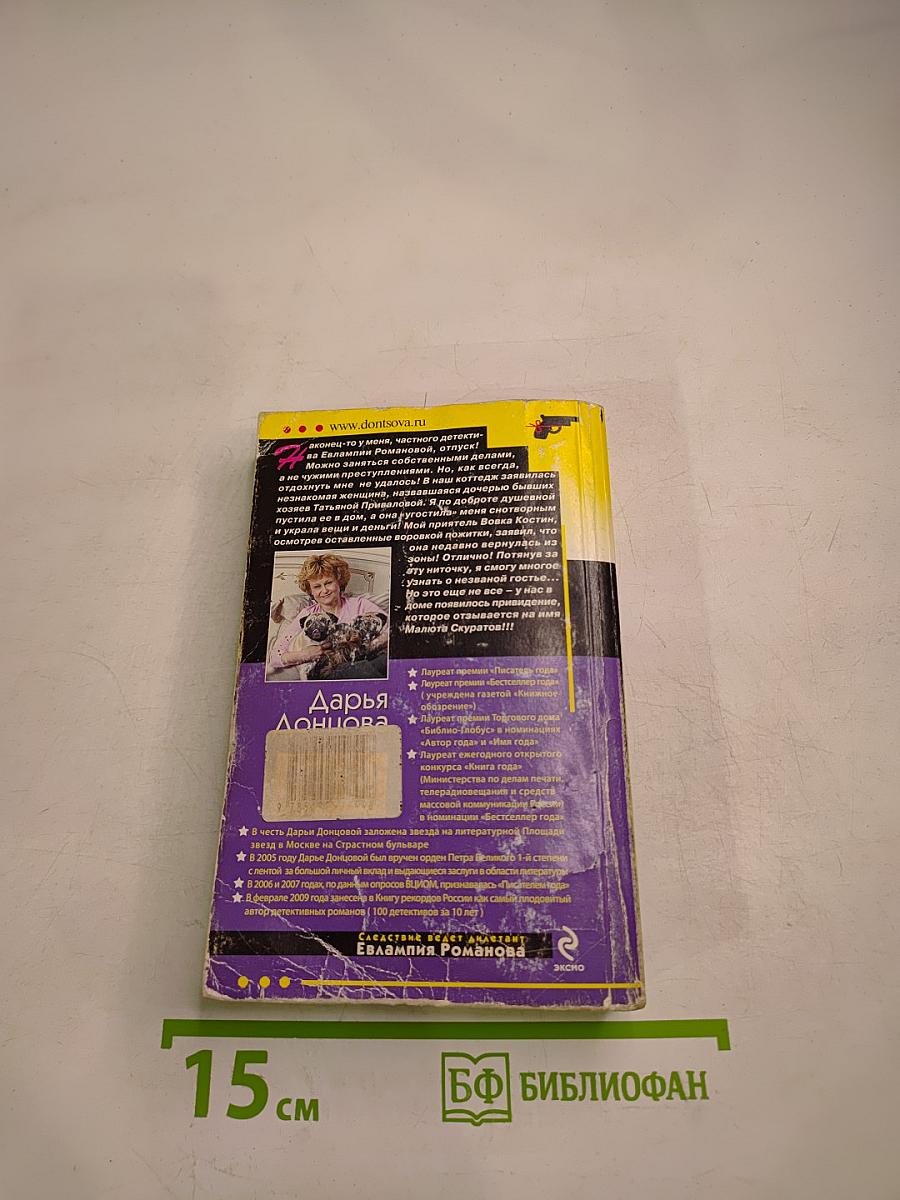 www.dontsova.ru
Наконец-то у меня, частного детекти-
ва Евлампии Романовой, отпуск!
Можно заняться собственными делами,
а не чужими преступлениями. Но, как всегда,
отдохнуть мне не удалось! В наш коттедж заявилась
незнакомая женщина, назвавшаяся дочерью бывших
хозяев Татьяной Приваловой. Я по доброте душевной
пустила ее в дом, а она «угостила» меня снотворным
и украла вещи и деньги! Мой приятель Вовка Костин,
осмотрев оставленные воровкой пожитки, заявил, что
она недавно вернулась из
зоны! Отлично! Потянув за
эту ниточку, я смогу многое
узнать о незваной гостье...
Но это еще не все – у нас в
доме появилось привидение,
которое отзывается на имя
Малюта Скуратов!!!
Дарья
Донцова
Лауреат премии «Писатель года»
Лауреат премии «Бестселлер года»
( учреждена газетой «Книжное
обозрение»)
Лауреат премии Торгового дома
«Библио-Глобус» в номинациях
«Автор года» и «Имя года»
Лауреат ежегодного открытого
конкурса «Книга года»
(Министерства по делам печати,
телерадиовещания и средств
массовой коммуникации России)
в номинации «Бестселлер года»
В честь Дарьи Донцовой заложена звезда на литературной Площади
звезд в Москве на Страстном бульваре
В 2005 году Дарье Донцовой был вручен орден Петра Великого 1-й степени
с лентой за большой личный вклад и выдающиеся заслуги в области литературы
В 2006 и 2007 годах, по данным опросов ВЦИОМ, признавалась «Писателем года»
В феврале 2009 года занесена в Книгу рекордов России как самый плодовитый
автор детективных романов ( 100 детективов за 10 лет )
Следствие ведет дилетант
Евлампия Романова
ЭКСМО
15 см
БФ БИБЛИОФАН